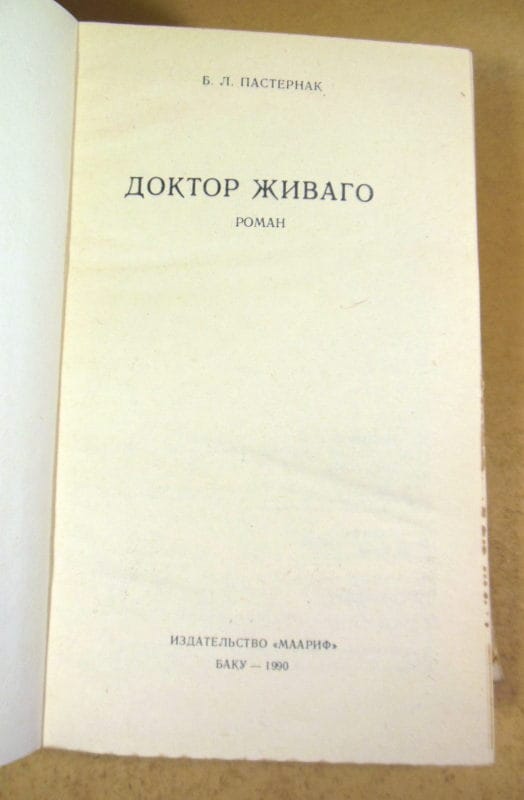 Б. Л. ПАСТЕРНАК
ДОКТОР ЖИВАГО
РОМАН
ИЗДАТЕЛЬСТВО «МААРИФ»
БАКУ — 1990